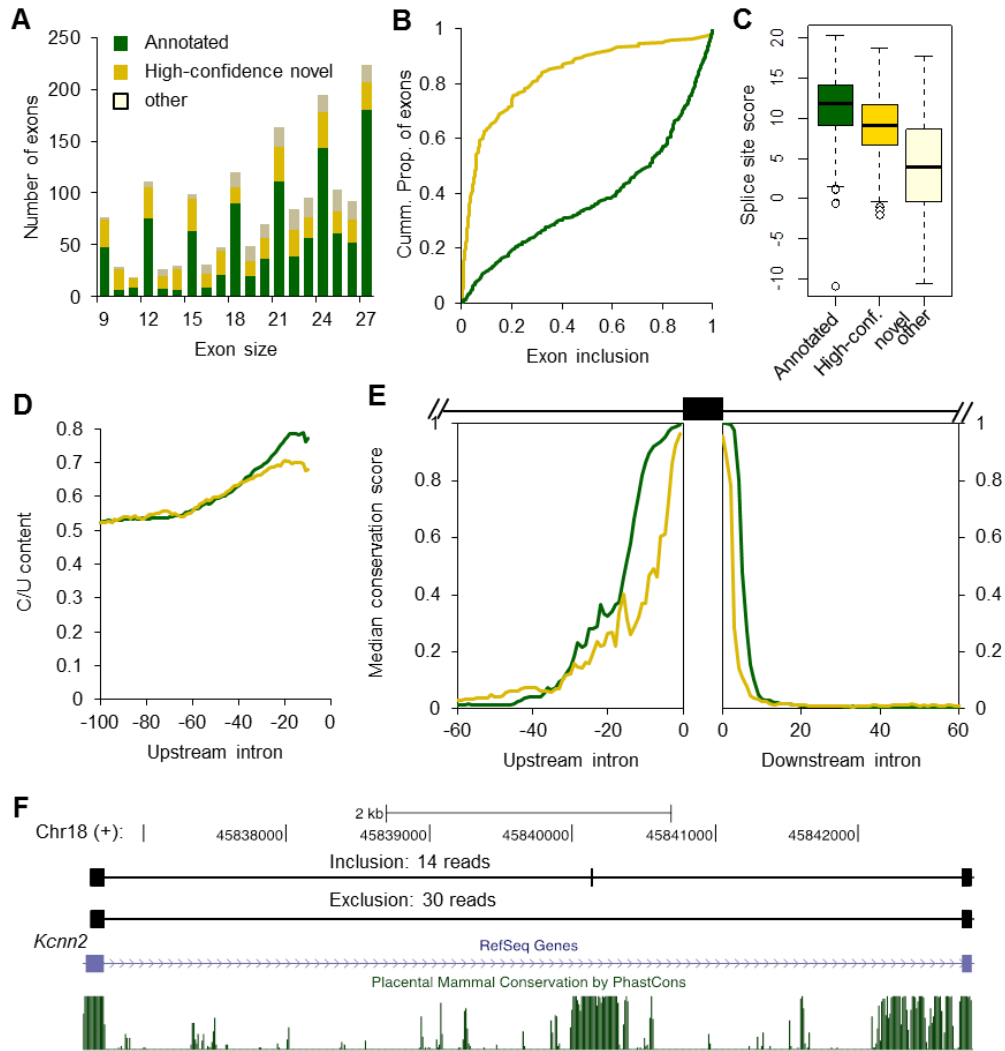 A
Annotated
High-confidence novel
other
Number of exons
250
200
150
100
50
0
9 12 15 18 21 24 27
Exon size
B
Cumm. Prop. of exons
1
0.8
0.6
0.4
0.2
0
0 0.2 0.4 0.6 0.8 1
Exon inclusion
C
Splice site score
20
15
10
5
0
-10
Annotated
High-conf.
novel
other
D
C/U content
0.8
0.7
0.6
0.5
0.4
0.3
0.2
0.1
0
-100 -80 -60 -40 -20 0
Upstream intron
E
Median conservation score
1
0.8
0.6
0.4
0.2
0
-60 -40 -20 0
Upstream intron
1
0.8
0.6
0.4
0.2
0
0 20 40 60
Downstream intron
F
2 kb
Chr18 (+): 45838000 45839000 45840000 45841000 45842000
Inclusion: 14 reads
Exclusion: 30 reads
Kcnn2
RefSeq Genes
Placental Mammal Conservation by PhastCons